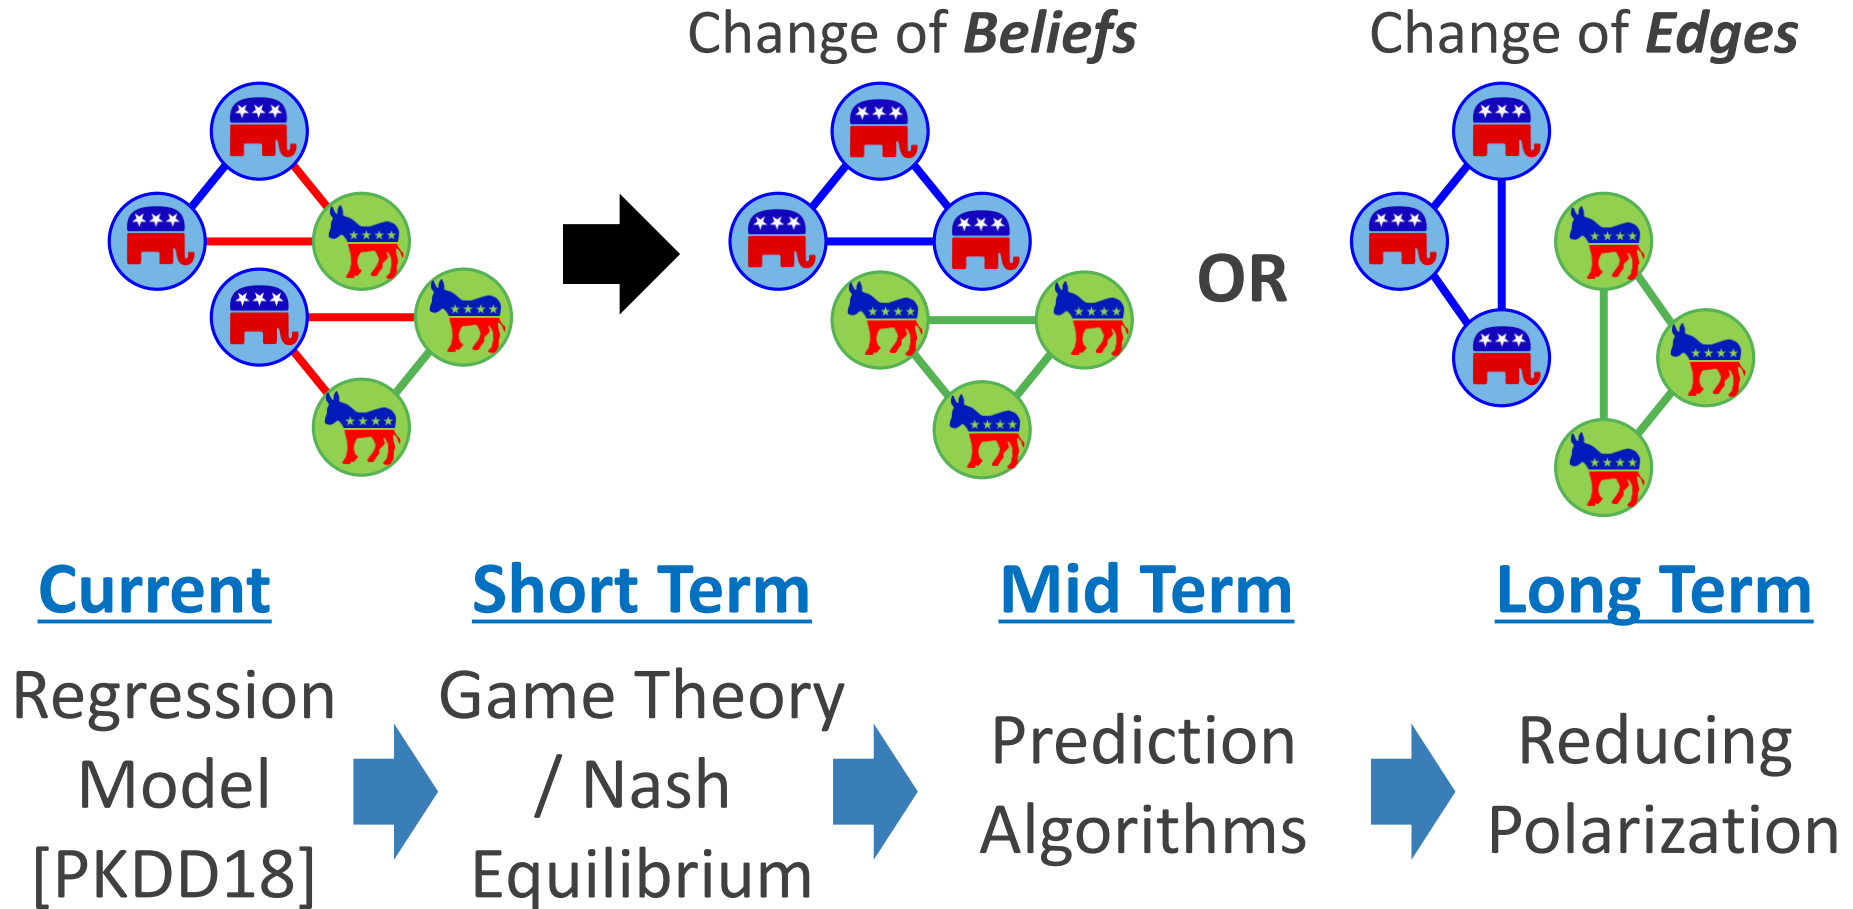 Change of Beliefs
Change of Edges
OR
Current
Short Term
Mid Term
Long Term
Regression
Model
[PKDD18]
Game Theory
/ Nash
Equilibrium
Prediction
Algorithms
Reducing
Polarization